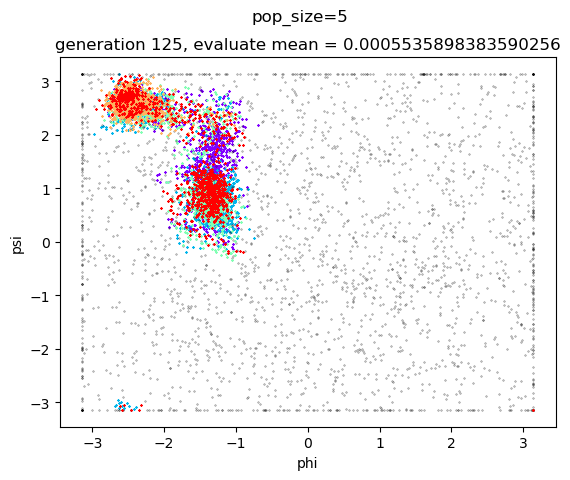 pop_size=5
generation 125, evaluate mean = 0.0005535898383590256
3
2
1
0
−1
−2
−3
psi
−3 −2 −1 0 1 2 3
phi